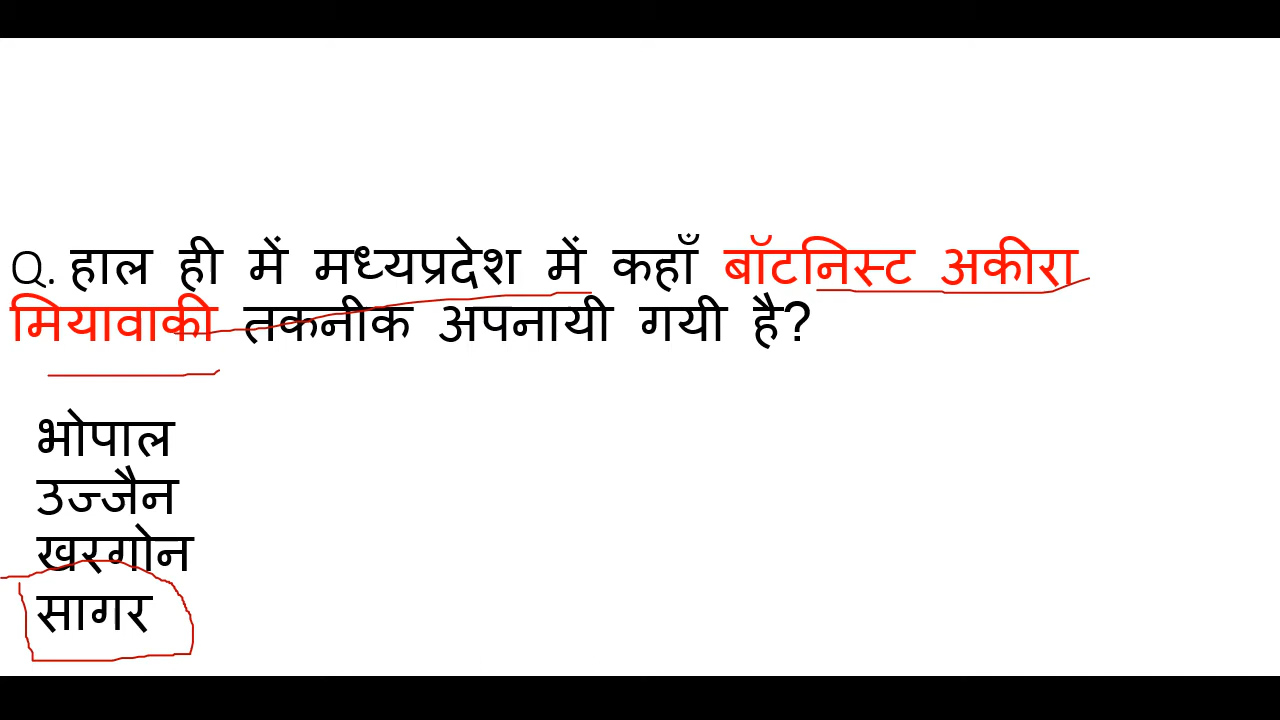 Q. हाल ही में मध्यप्रदेश में कहाँ बॉटनिस्ट अकीरा
मियावाकी तकनीक अपनायी गयी है?
भोपाल
उज्जैन
खरगोन
सागर